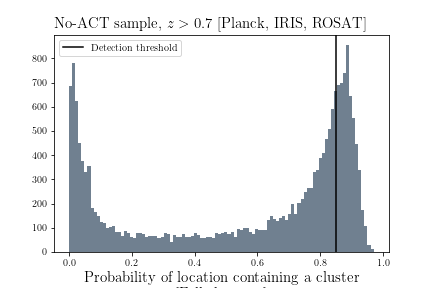 No-ACT sample, z > 0.7 [Planck, IRIS, ROSAT]
Detection threshold
800
700
600
500
400
300
200
100
0
0.0 0.2 0.4 0.6 0.8 1.0
Probability of location containing a cluster